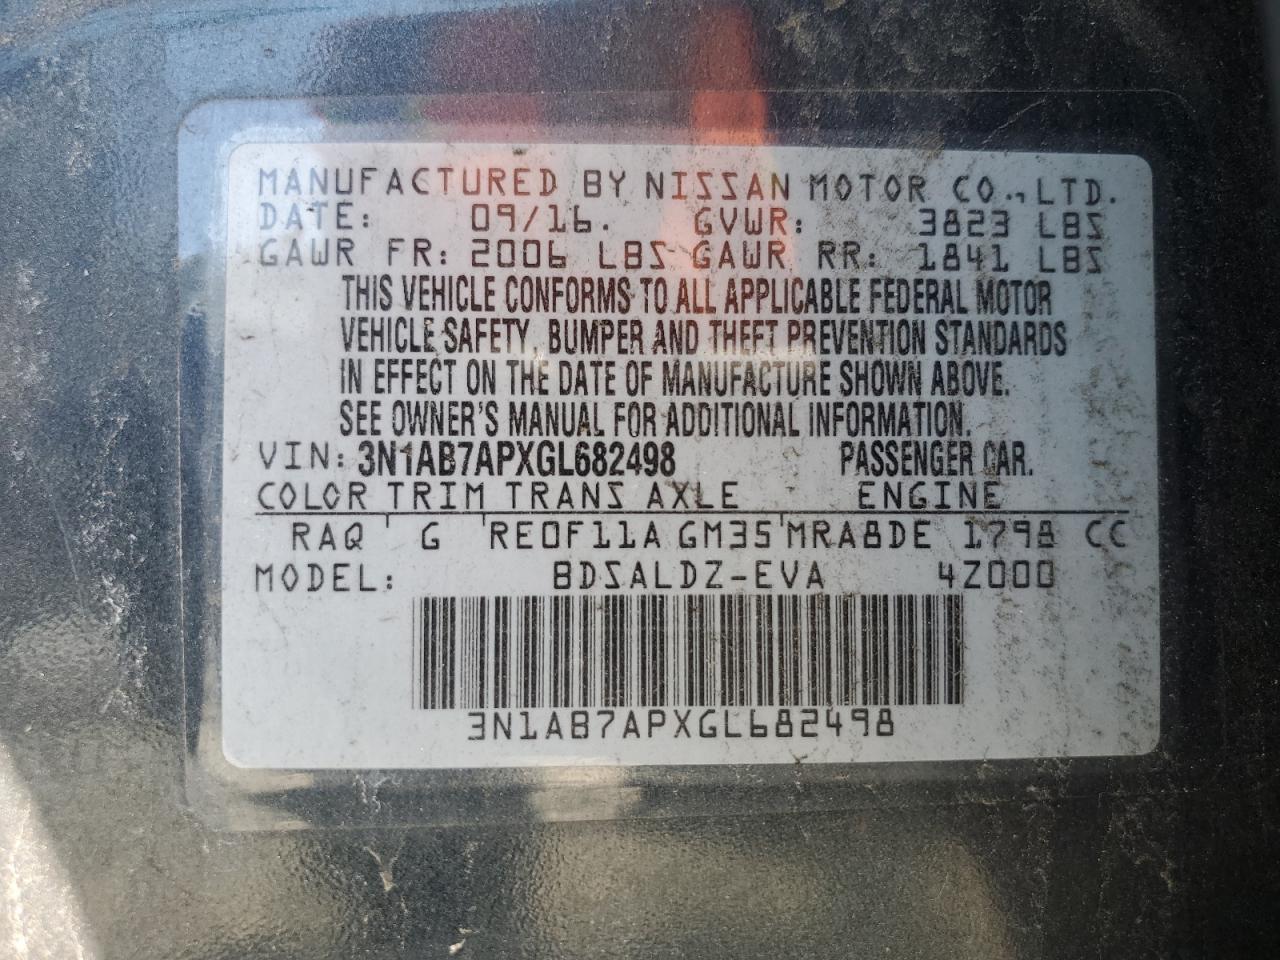 MANUFACTURED BY NISSAN MOTOR CO., LTD.
DATE: 09/16. GVWR: 3823 LBS
GAWR FR: 2006 LBS GAWR RR: 1841 LBS
THIS VEHICLE CONFORMS TO ALL APPLICABLE FEDERAL MOTOR
VEHICLE SAFETY, BUMPER AND THEFT PREVENTION STANDARDS
IN EFFECT ON THE DATE OF MANUFACTURE SHOWN ABOVE.
SEE OWNER'S MANUAL FOR ADDITIONAL INFORMATION.
VIN: 3N1AB7APXGL682498 PASSENGER CAR.
COLOR TRIM TRANS AXLE ENGINE
RAQ G RE0F11A GM35 MRA8DE 1798 CC
MODEL: BDSALDZ-EVA 4Z000
3N1AB7APXGL682498